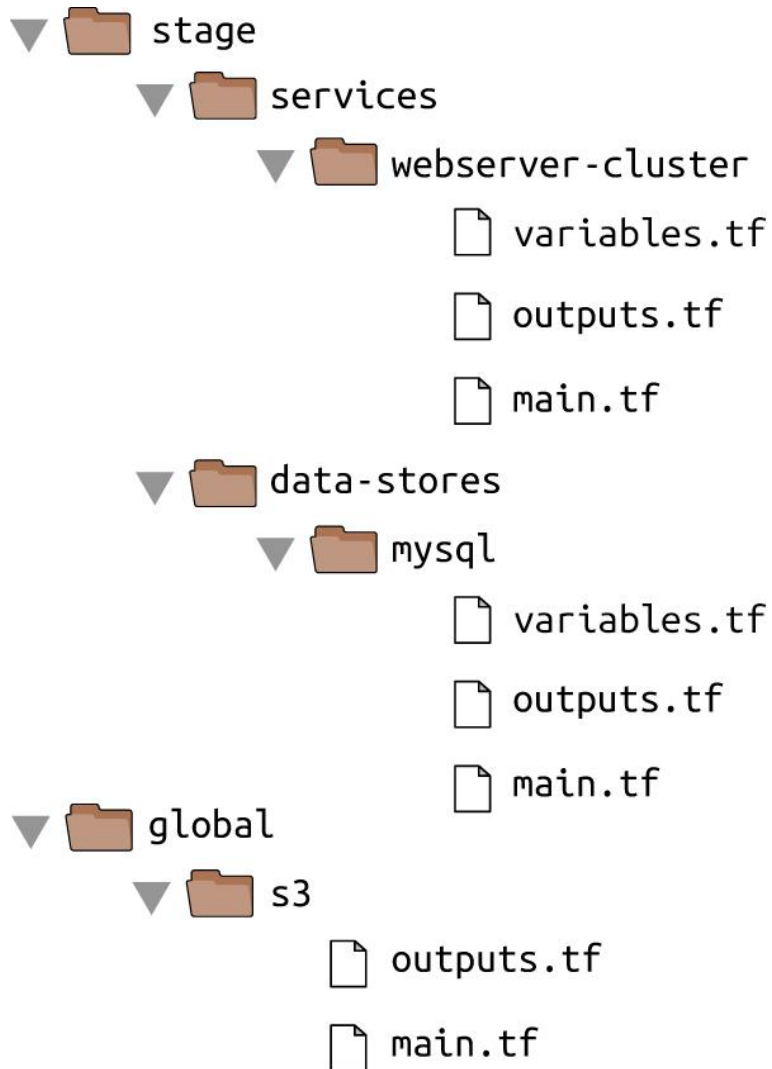 stage
services
webserver-cluster
variables.tf
outputs.tf
main.tf
data-stores
mysql
variables.tf
outputs.tf
main.tf
global
s3
outputs.tf
main.tf